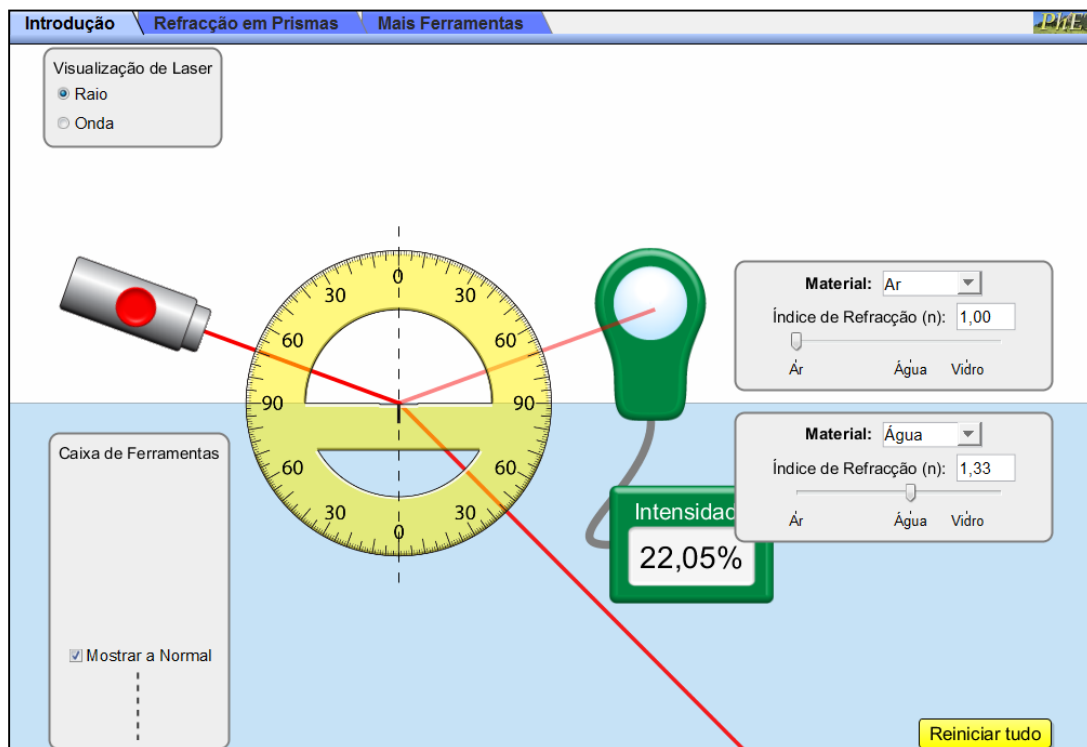 Introdução
Refracção em Prismas
Mais Ferramentas
PhET
Visualização de Laser
Raio
Onda
0
30
30
60
60
90
90
60
60
30
30
0
Material: Ar
Índice de Refracção (n): 1,00
Ar Água Vidro
Material: Água
Índice de Refracção (n): 1,33
Ar Água Vidro
Caixa de Ferramentas
Mostrar a Normal
Intensidad
22,05%
Reiniciar tudo